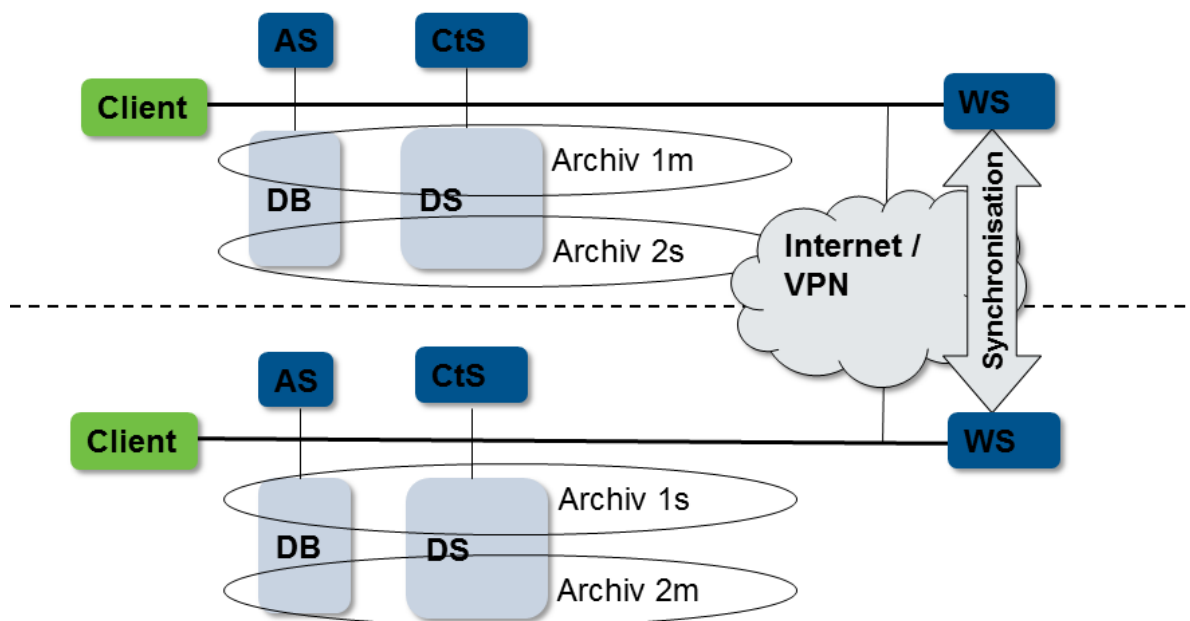 AS
CtS
Client
WS
Archiv 1m
DB
DS
Archiv 2s
Internet /
VPN
Synchronisation
AS
CtS
Client
WS
Archiv 1s
DB
DS
Archiv 2m